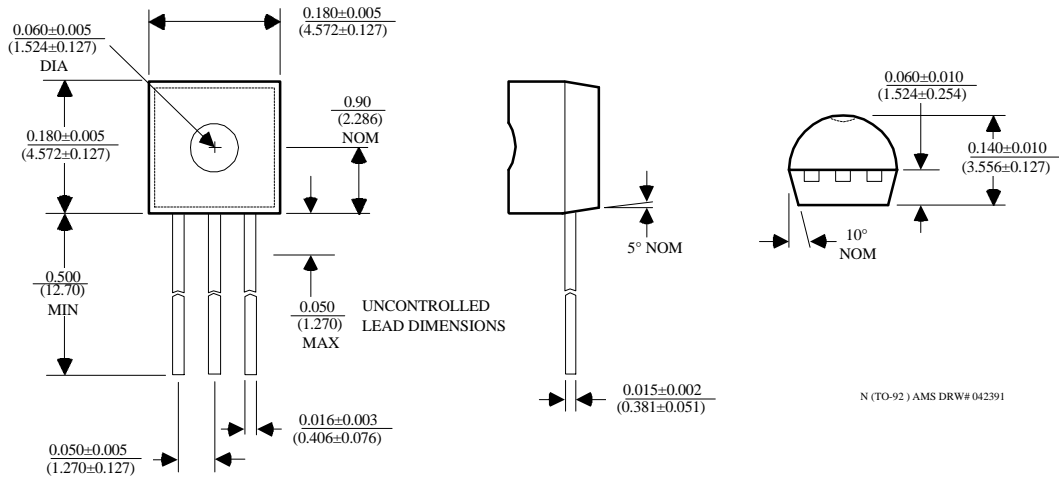 0.060±0.005
(1.524±0.127)
DIA
0.180±0.005
(4.572±0.127)
0.180±0.005
(4.572±0.127)
0.90
(2.286)
NOM
0.500
(12.70)
MIN
0.050
(1.270)
MAX
UNCONTROLLED
LEAD DIMENSIONS
0.016±0.003
(0.406±0.076)
0.050±0.005
(1.270±0.127)
5° NOM
0.015±0.002
(0.381±0.051)
0.060±0.010
(1.524±0.254)
0.140±0.010
(3.556±0.127)
10°
NOM
N (TO-92 ) AMS DRW# 042391